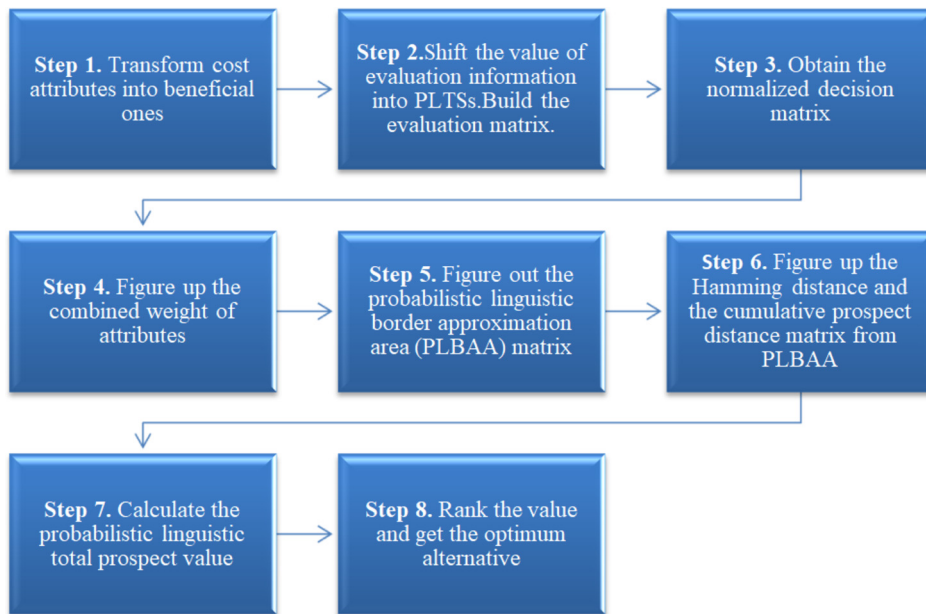 Step 1. Transform cost
attributes into beneficial
ones
Step 2.Shift the value of
evaluation information
into PLTSs.Build the
evaluation matrix.
Step 3. Obtain the
normalized decision
matrix
Step 4. Figure up the
combined weight of
attributes
Step 5. Figure out the
probabilistic linguistic
border approximation
area (PLBAA) matrix
Step 6. Figure up the
Hamming distance and
the cumulative prospect
distance matrix from
PLBAA
Step 7. Calculate the
probabilistic linguistic
total prospect value
Step 8. Rank the value
and get the optimum
alternative